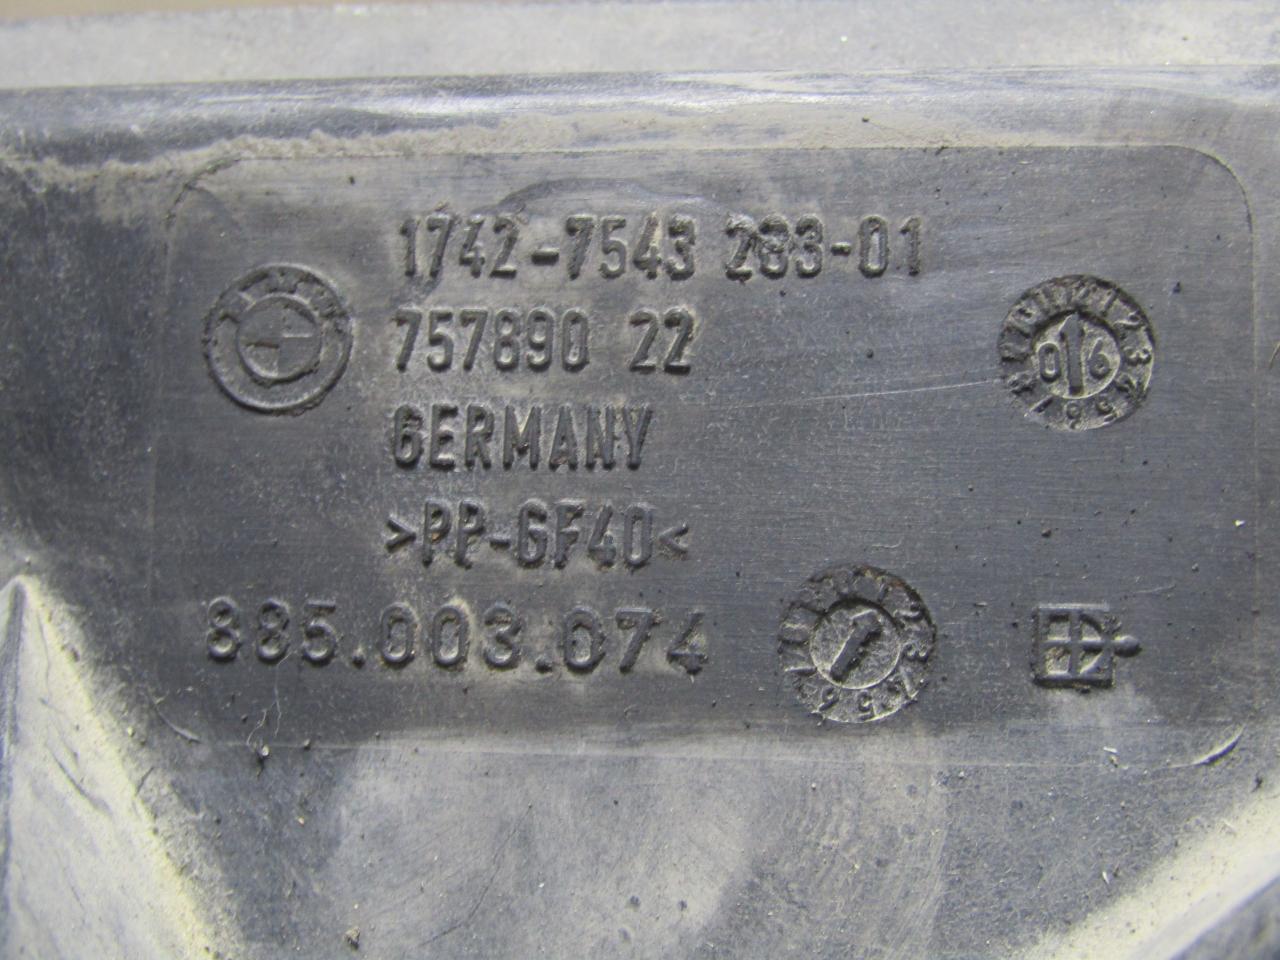 1742-7543 283-01
757890 22
GERMANY
>PP-GF40<
885.003.074